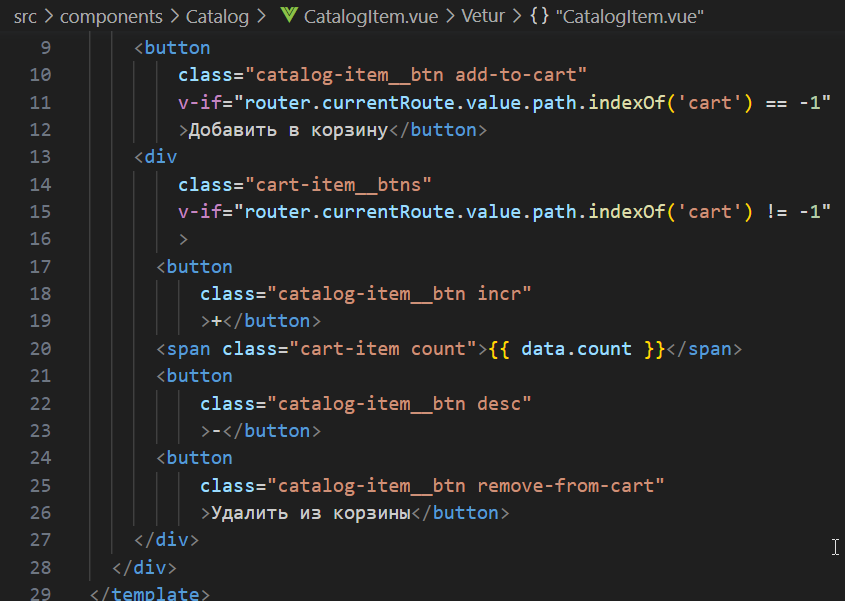 src > components > Catalog > CatalogItem.vue > Vetur > {} "CatalogItem.vue"
9 <button
10 class="catalog-item__btn add-to-cart"
11 v-if="router.currentRoute.value.path.indexOf('cart') == -1"
12 >Добавить в корзину</button>
13 <div
14 class="cart-item__btns"
15 v-if="router.currentRoute.value.path.indexOf('cart') != -1"
16 >
17 <button
18 class="catalog-item__btn incr"
19 >+</button>
20 <span class="cart-item count">{{ data.count }}</span>
21 <button
22 class="catalog-item__btn desc"
23 >-</button>
24 <button
25 class="catalog-item__btn remove-from-cart"
26 >Удалить из корзины</button>
27 </div>
28 </div>
29 </template>